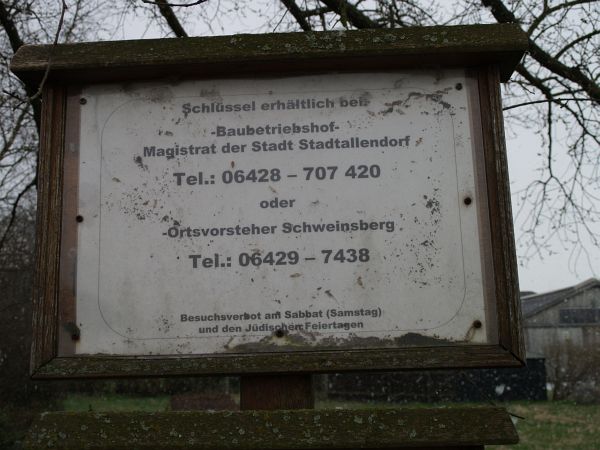 Schlüssel erhältlich bei:
-Baubetriebshof-
Magistrat der Stadt Stadtallendorf
Tel.: 06428 – 707 420
oder
-Ortsvorsteher Schweinsberg
Tel.: 06429 – 7438
Besuchsverbot am Sabbat (Samstag)
und den Jüdischen Feiertagen